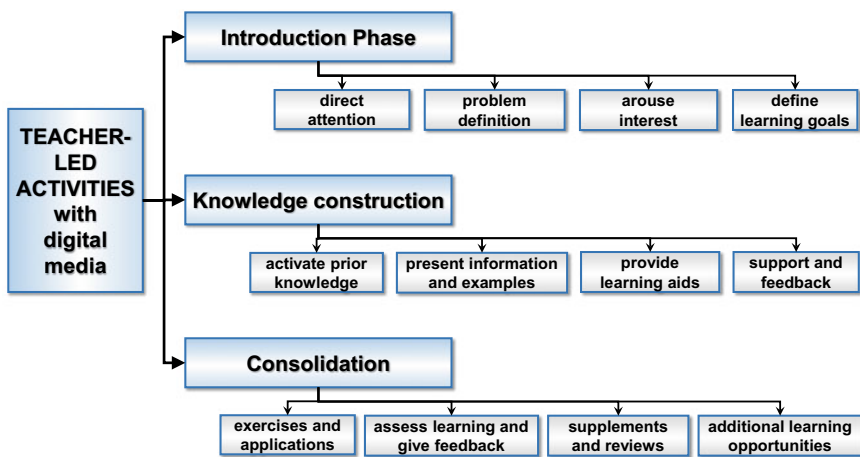 TEACHER-
LED
ACTIVITIES
with
digital
media
Introduction Phase
direct
attention
problem
definition
arouse
interest
define
learning goals
Knowledge construction
activate prior
knowledge
present information
and examples
provide
learning aids
support and
feedback
Consolidation
exercises and
applications
assess learning and
give feedback
supplements
and reviews
additional learning
opportunities